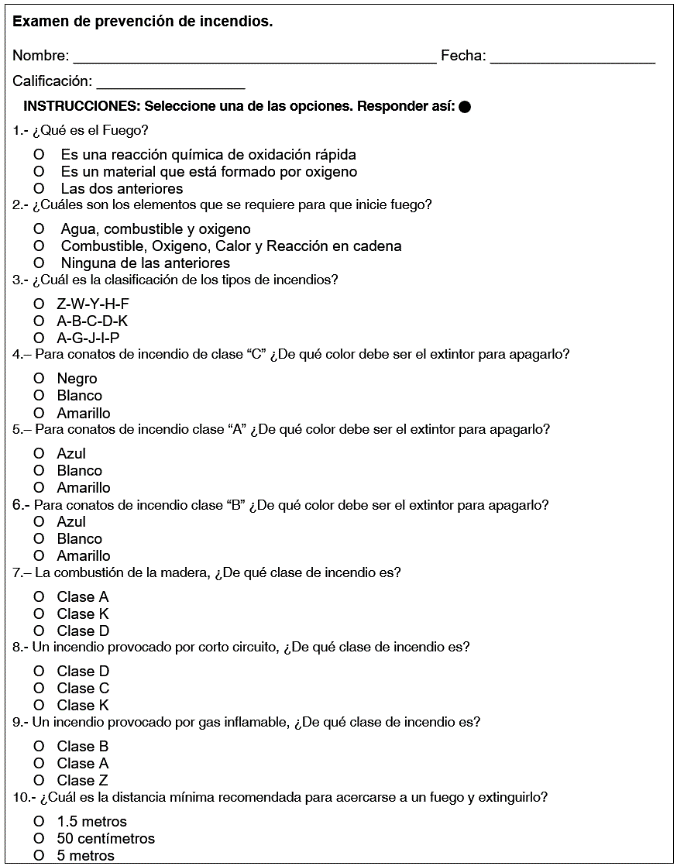 Examen de prevención de incendios.
Nombre: ____________________________________________ Fecha: ____________________
Calificación: __________________
INSTRUCCIONES: Seleccione una de las opciones. Responder así: ●
1.- ¿Qué es el Fuego?
O Es una reacción química de oxidación rápida
O Es un material que está formado por oxigeno
O Las dos anteriores
2.- ¿Cuáles son los elementos que se requiere para que inicie fuego?
O Agua, combustible y oxigeno
O Combustible, Oxigeno, Calor y Reacción en cadena
O Ninguna de las anteriores
3.- ¿Cuál es la clasificación de los tipos de incendios?
O Z-W-Y-H-F
O A-B-C-D-K
O A-G-J-I-P
4.– Para conatos de incendio de clase “C” ¿De qué color debe ser el extintor para apagarlo?
O Negro
O Blanco
O Amarillo
5.– Para conatos de incendio clase “A” ¿De qué color debe ser el extintor para apagarlo?
O Azul
O Blanco
O Amarillo
6.- Para conatos de incendio clase “B” ¿De qué color debe ser el extintor para apagarlo?
O Azul
O Blanco
O Amarillo
7.– La combustión de la madera, ¿De qué clase de incendio es?
O Clase A
O Clase K
O Clase D
8.- Un incendio provocado por corto circuito, ¿De qué clase de incendio es?
O Clase D
O Clase C
O Clase K
9.- Un incendio provocado por gas inflamable, ¿De qué clase de incendio es?
O Clase B
O Clase A
O Clase Z
10.- ¿Cuál es la distancia mínima recomendada para acercarse a un fuego y extinguirlo?
O 1.5 metros
O 50 centímetros
O 5 metros